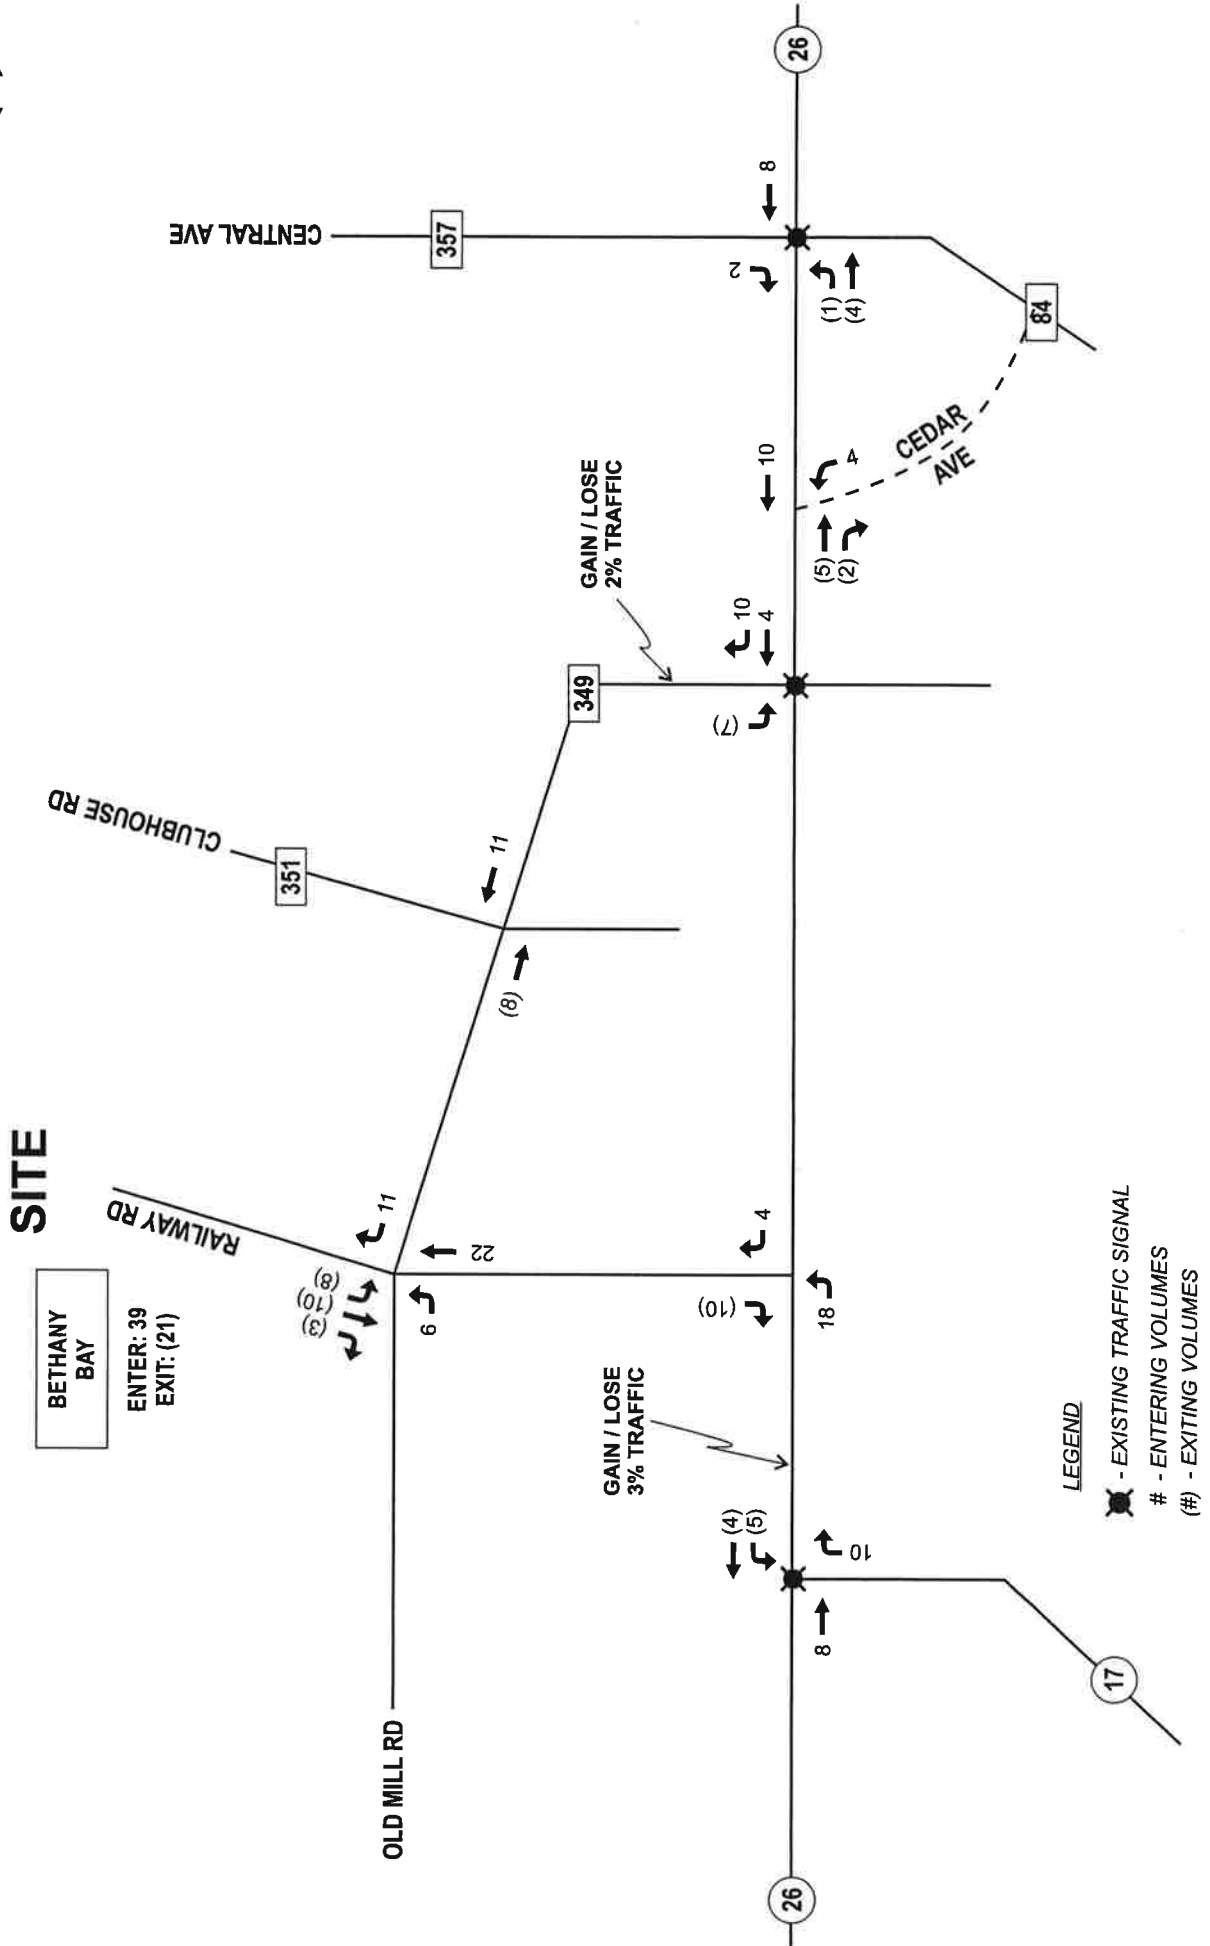 SITE
BETHANY
BAY
ENTER: 39
EXIT: (21)
RAILWAY RD
CLUBHOUSE RD
351
CENTRAL AVE
357
(3)
(10)
(8)
11
22
6
OLD MILL RD
(8)
11
349
GAIN / LOSE
2% TRAFFIC
GAIN / LOSE
3% TRAFFIC
(4)
(5)
8
10
(10)
4
18
(7)
10
4
10
(5)
(2)
4
CEDAR
AVE
2
8
(1)
(4)
84
26
26
17
LEGEND
- EXISTING TRAFFIC SIGNAL
# - ENTERING VOLUMES
(#) - EXITING VOLUMES